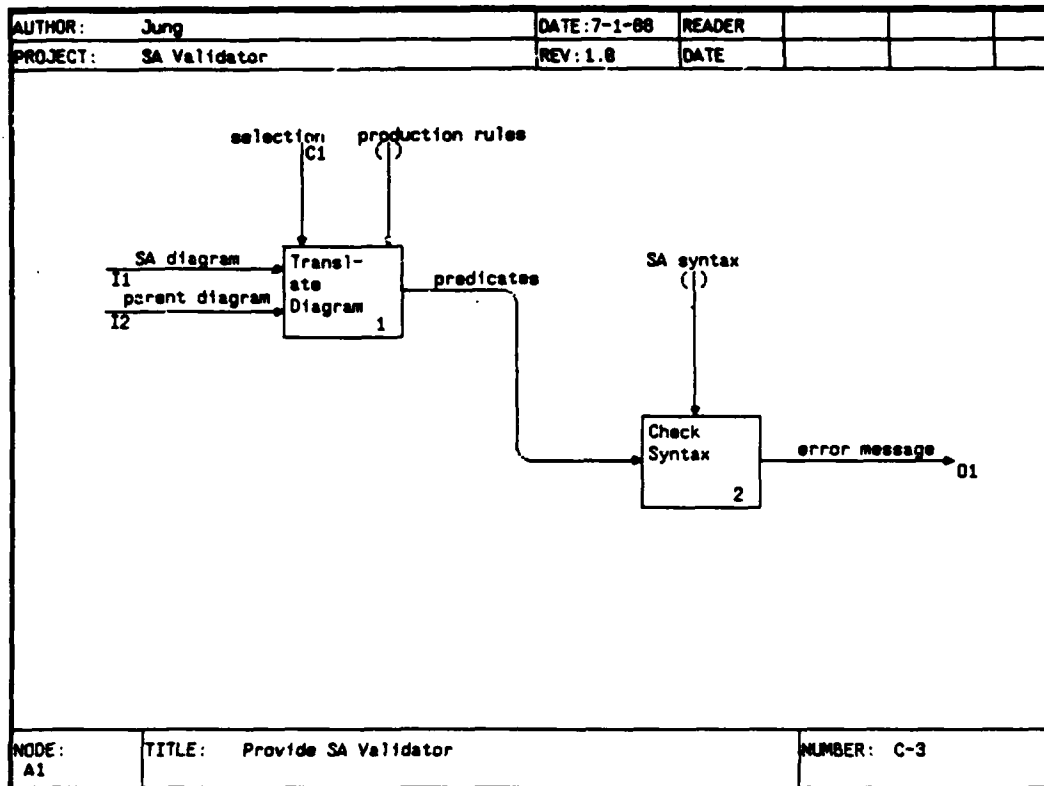 AUTHOR: Jung DATE:7-1-88 READER
PROJECT: SA Validator REV:1.0 DATE
selection production rules
C1 ( )
SA diagram
I1
parent diagram
I2
Transl-
ate
Diagram
1
predicates
SA syntax
( )
Check
Syntax
2
error message
O1
NODE: TITLE: Provide SA Validator NUMBER: C-3
A1